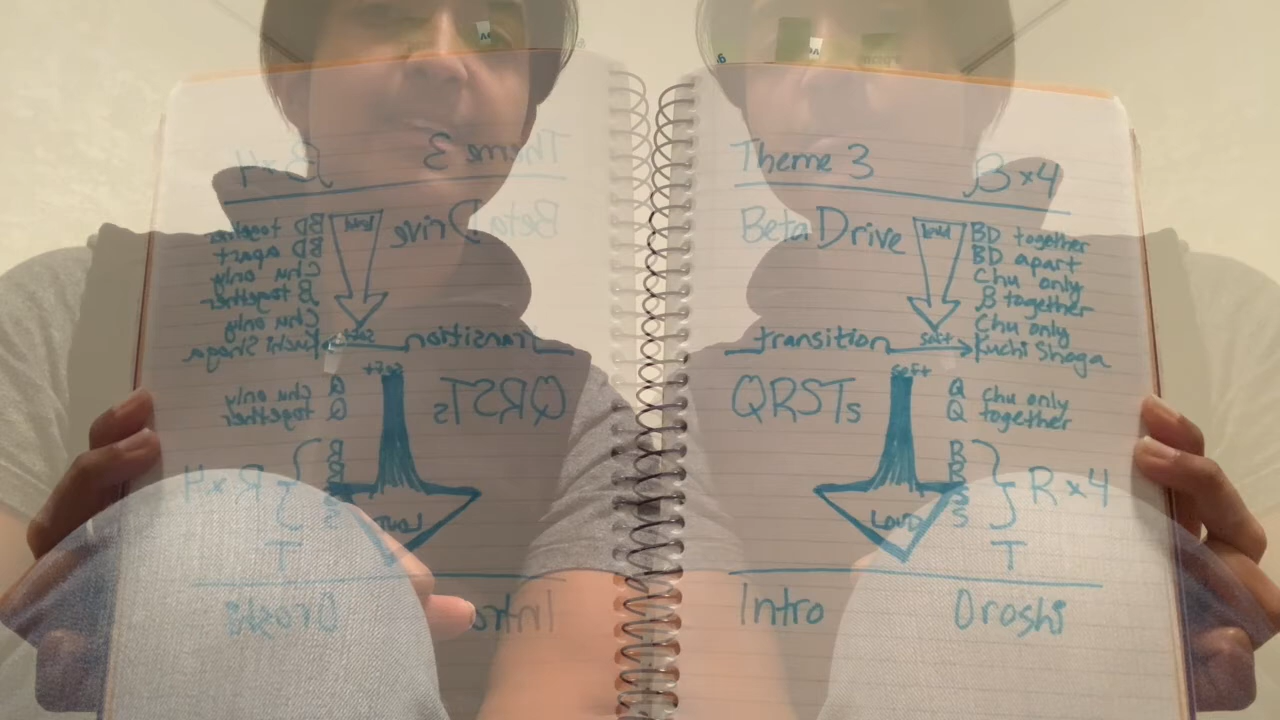 Theme 3 B×4
Beta Drive
loud
BD together
BD apart
Chu only
B together
Chu only
transition soft Kuchi Shoga
soft
QRSTs
Q chu only
Q together
R
R
S
S
R×4
LOUD
T
Intro Oroshi